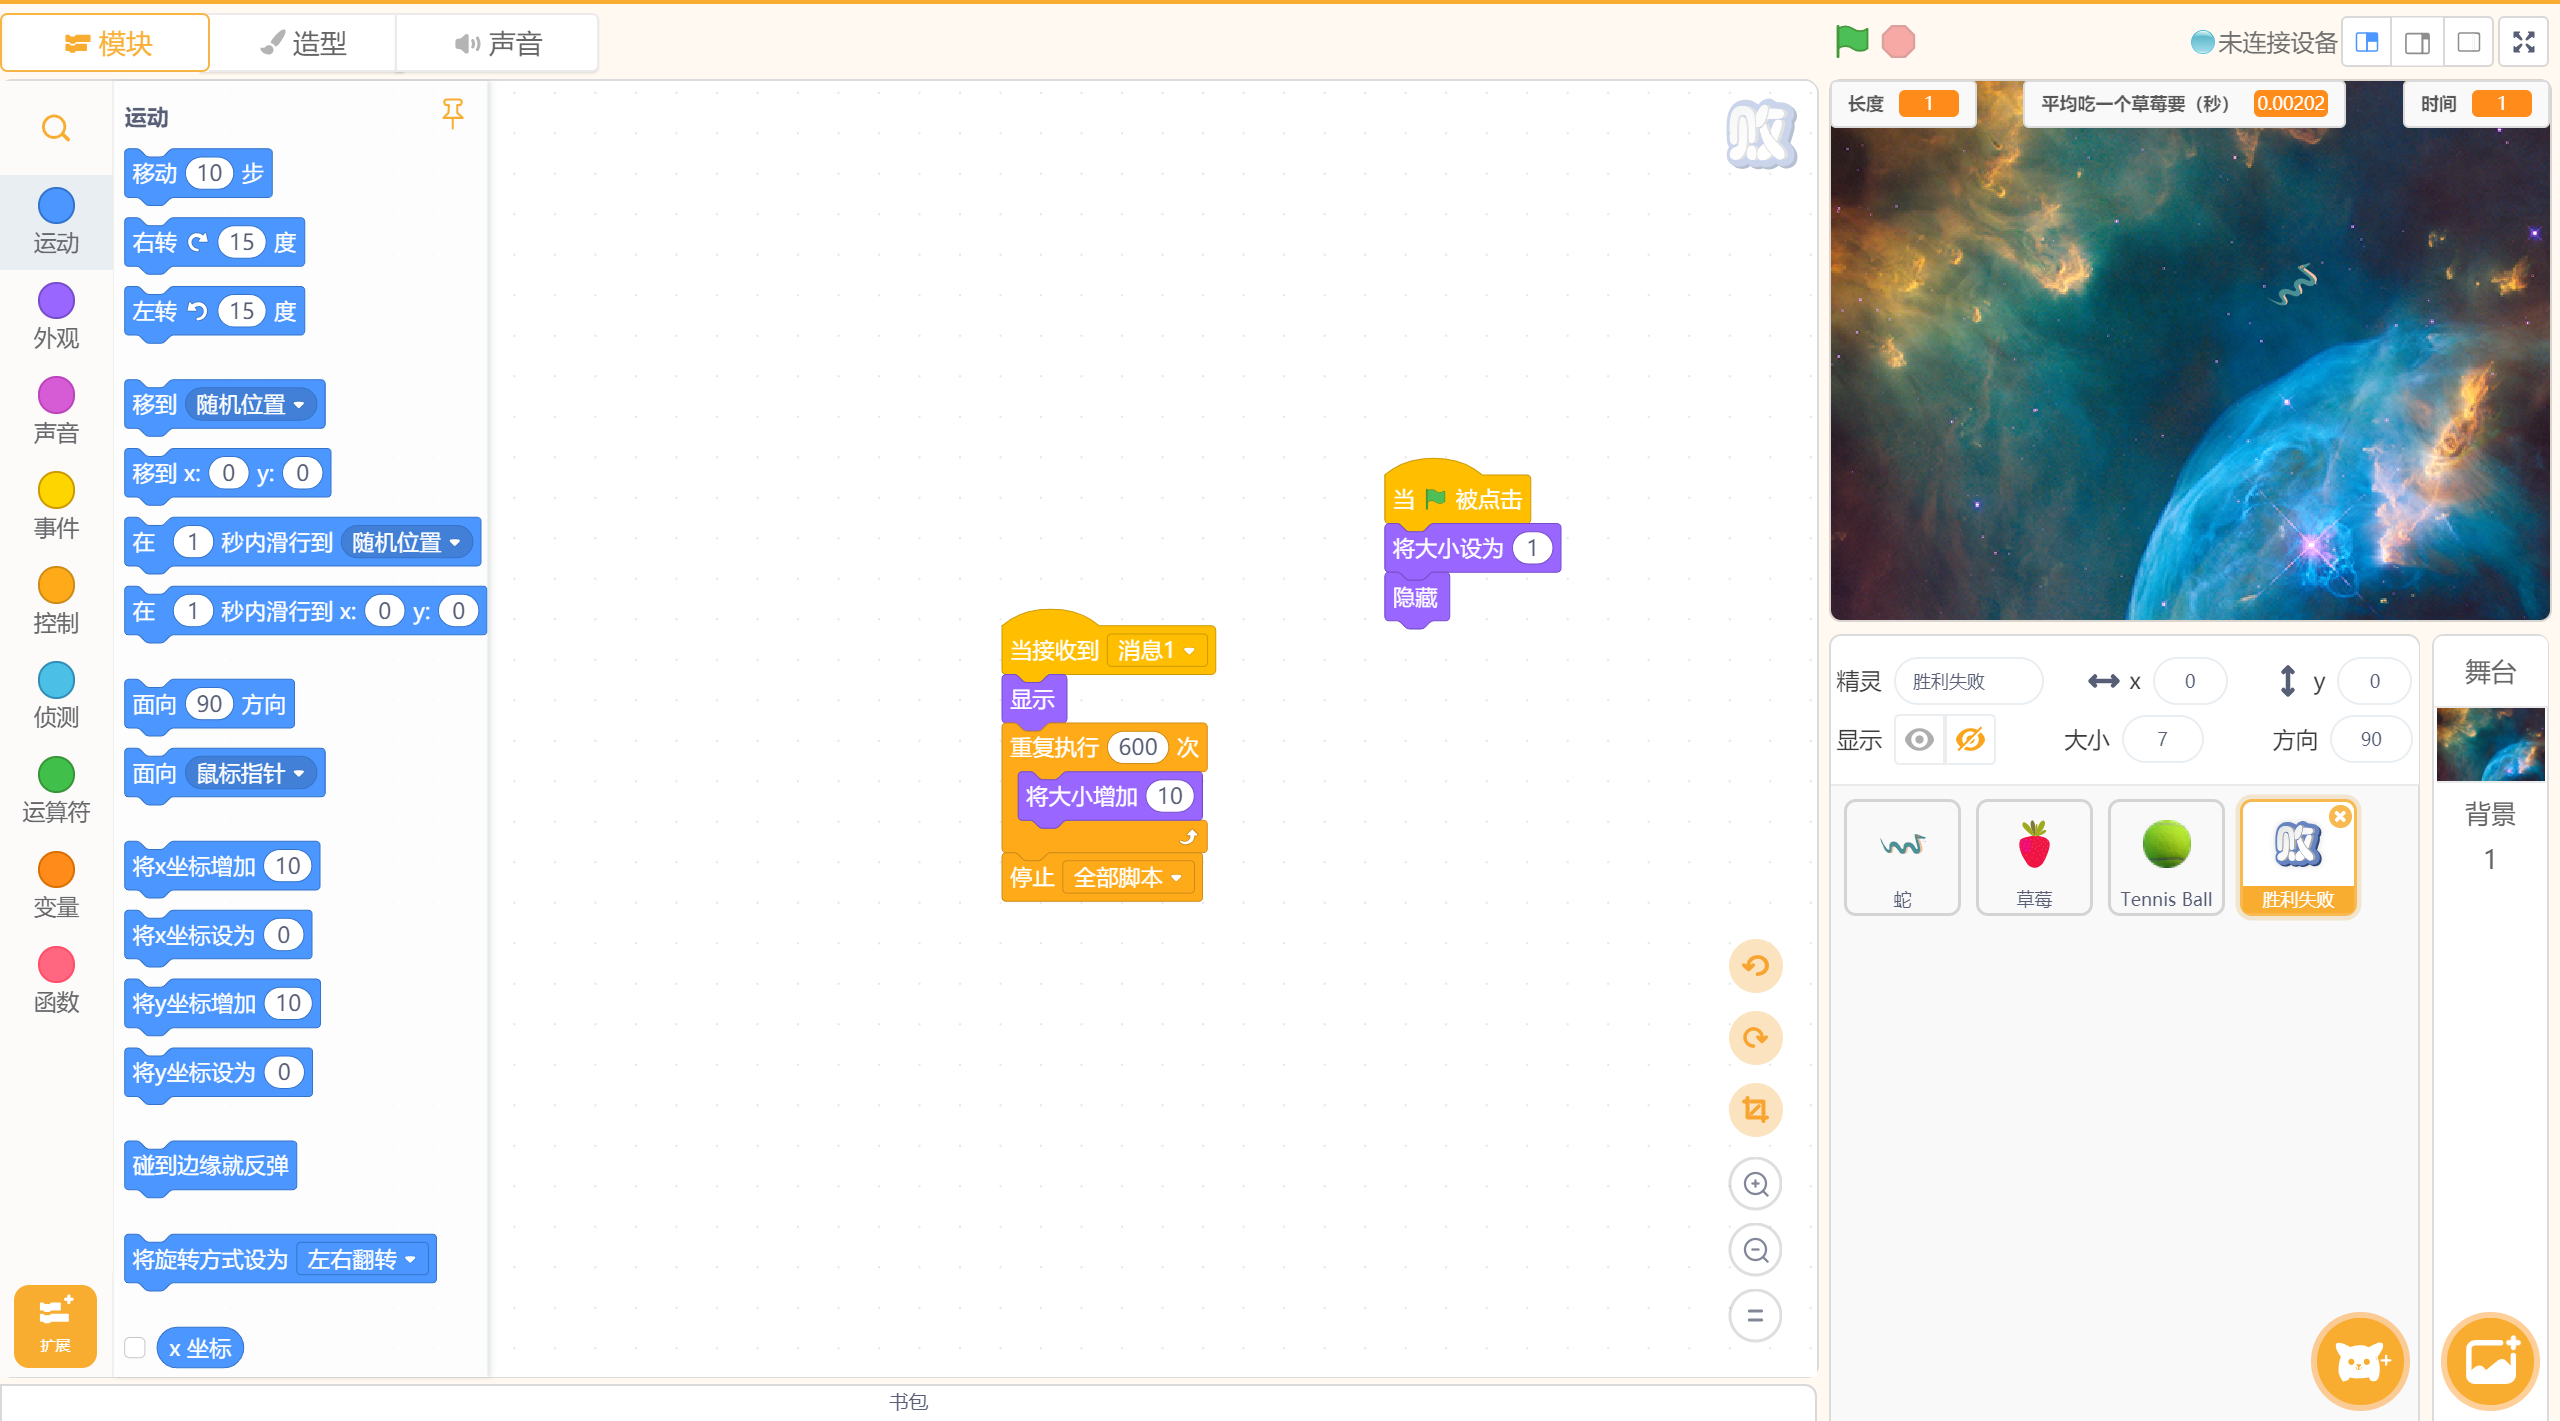 模块
造型
声音
未连接设备
运动
外观
声音
事件
控制
侦测
运算符
变量
函数
扩展
运动
移动 10 步
右转 15 度
左转 15 度
移到 随机位置
移到 x: 0 y: 0
在 1 秒内滑行到 随机位置
在 1 秒内滑行到 x: 0 y: 0
面向 90 方向
面向 鼠标指针
将x坐标增加 10
将x坐标设为 0
将y坐标增加 10
将y坐标设为 0
碰到边缘就反弹
将旋转方式设为 左右翻转
x 坐标
败
当 被点击
将大小设为 1
隐藏
当接收到 消息1
显示
重复执行 600 次
将大小增加 10
停止 全部脚本
书包
长度 1
平均吃一个草莓要（秒） 0.00202
时间 1
精灵 胜利失败 x 0 y 0
显示 大小 7 方向 90
蛇
草莓
Tennis Ball
败
胜利失败
舞台
背景
1